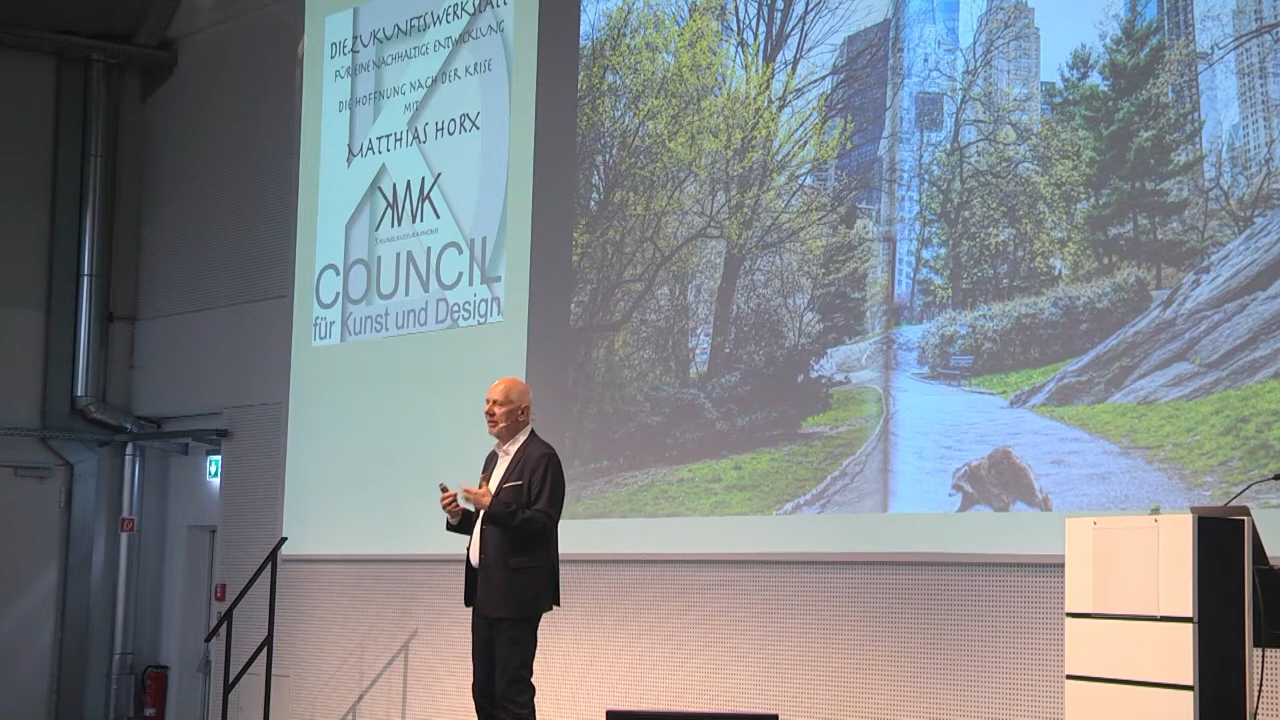 DIE ZUKUNFTSWERKSTATT
FÜR EINE NACHHALTIGE ENTWICKLUNG
DIE HOFFNUNG NACH DER KRISE
MIT
MATTHIAS HORX
KWK
COUNCIL
für Kunst und Design